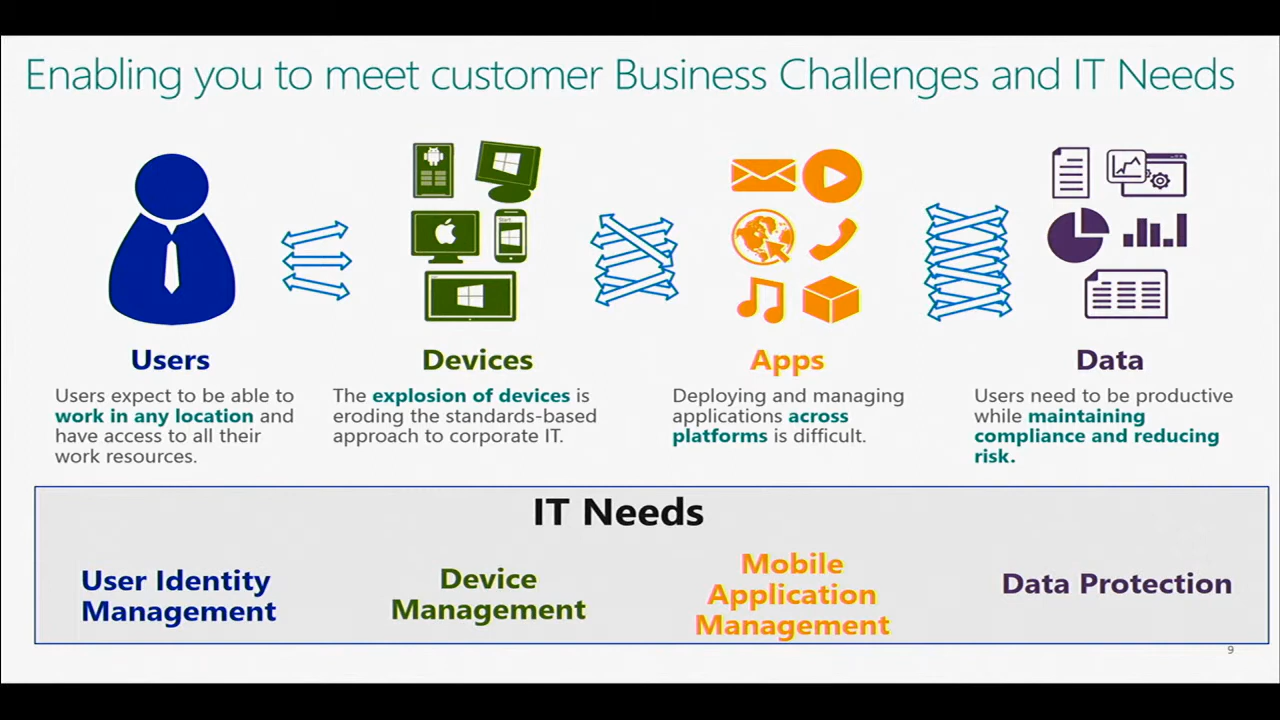 Enabling you to meet customer Business Challenges and IT Needs
Start
Users
Users expect to be able to
work in any location and
have access to all their
work resources.
Devices
The explosion of devices is
eroding the standards-based
approach to corporate IT.
Apps
Deploying and managing
applications across
platforms is difficult.
Data
Users need to be productive
while maintaining
compliance and reducing
risk.
IT Needs
User Identity
Management
Device
Management
Mobile
Application
Management
Data Protection
9